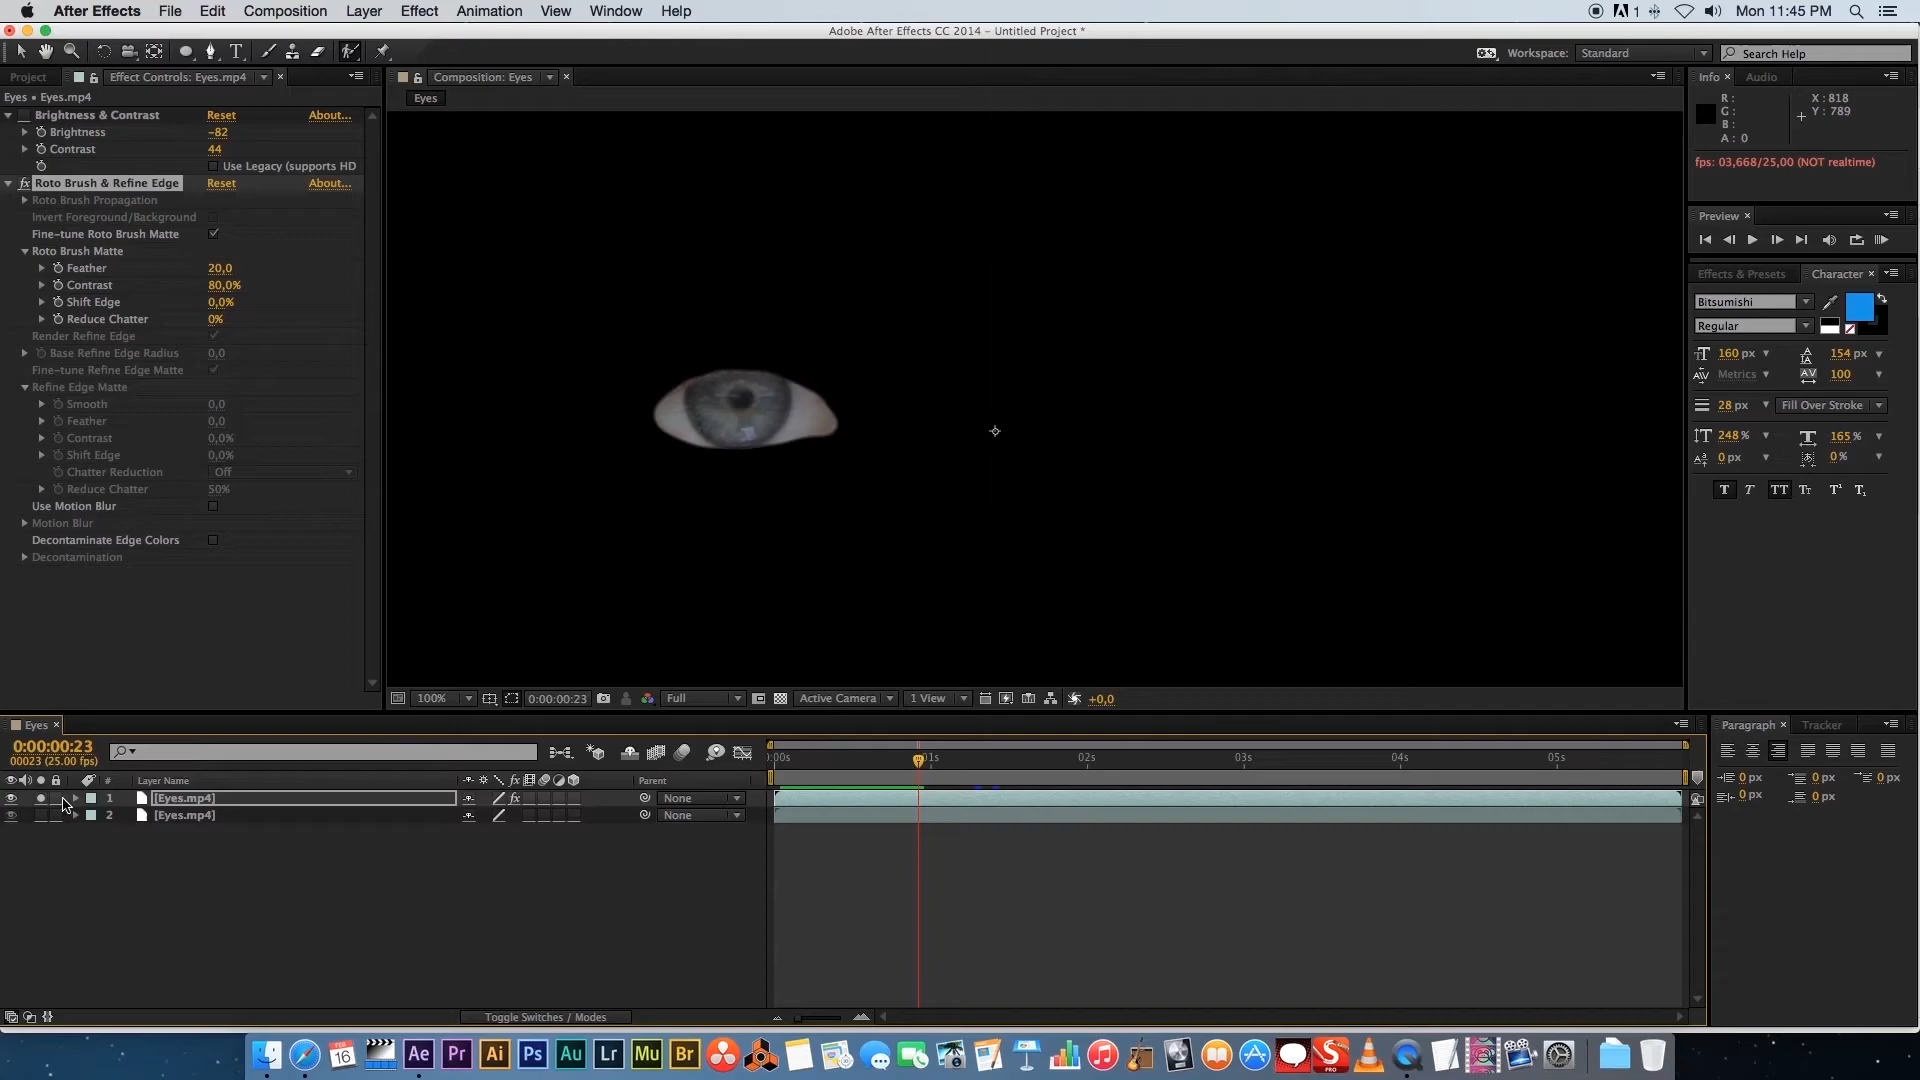 After Effects File Edit Composition Layer Effect Animation View Window Help
1 Mon 11:45 PM
Adobe After Effects CC 2014 - Untitled Project *
Workspace: Standard Search Help
Project Effect Controls: Eyes.mp4
Composition: Eyes
Info Audio
Eyes • Eyes.mp4
Eyes
Brightness & Contrast Reset About...
Brightness -82
Contrast 44
Use Legacy (supports HD
Roto Brush & Refine Edge Reset About...
Roto Brush Propagation
Invert Foreground/Background
Fine-tune Roto Brush Matte
Roto Brush Matte
Feather 20,0
Contrast 80,0%
Shift Edge 0,0%
Reduce Chatter 0%
Render Refine Edge
Base Refine Edge Radius 0,0
Fine-tune Refine Edge Matte
Refine Edge Matte
Smooth 0,0
Feather 0,0
Contrast 0,0%
Shift Edge 0,0%
Chatter Reduction Off
Reduce Chatter 50%
Use Motion Blur
Motion Blur
Decontaminate Edge Colors
Decontamination
R :
G :
B :
A : 0
X : 818
Y : 789
fps: 03,668/25,00 (NOT realtime)
Preview
Effects & Presets Character
Bitsumishi
Regular
160 px 154 px
Metrics 100
28 px Fill Over Stroke
248 % 165 %
0 px 0 %
100% 0:00:00:23 Full Active Camera 1 View +0,0
Eyes
0:00:00:23
00023 (25.00 fps)
# Layer Name Parent
1 [Eyes.mp4] None
2 [Eyes.mp4] None
:00s 01s 02s 03s 04s 05s
Toggle Switches / Modes
Paragraph Tracker
0 px 0 px 0 px
0 px 0 px
FEB 16 Ae Pr Ai Ps Au Lr Mu Br
PRO